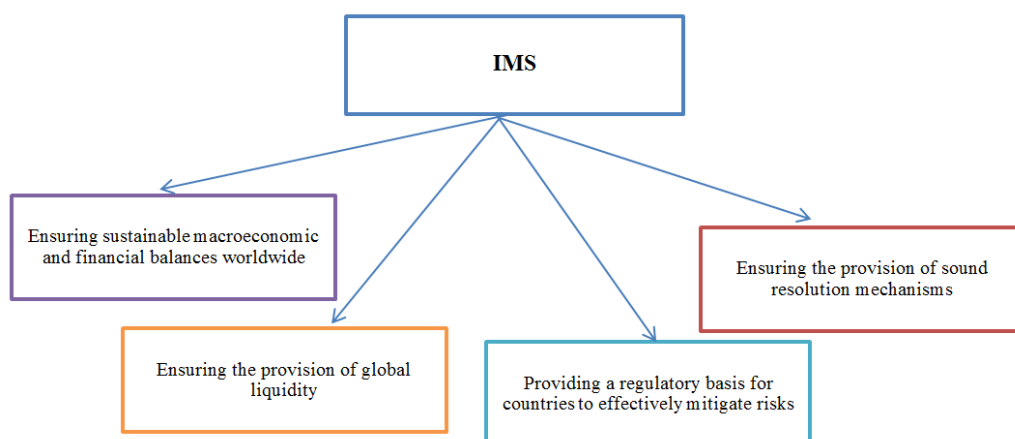 IMS
Ensuring sustainable macroeconomic
and financial balances worldwide
Ensuring the provision of sound
resolution mechanisms
Ensuring the provision of global
liquidity
Providing a regulatory basis for
countries to effectively mitigate risks